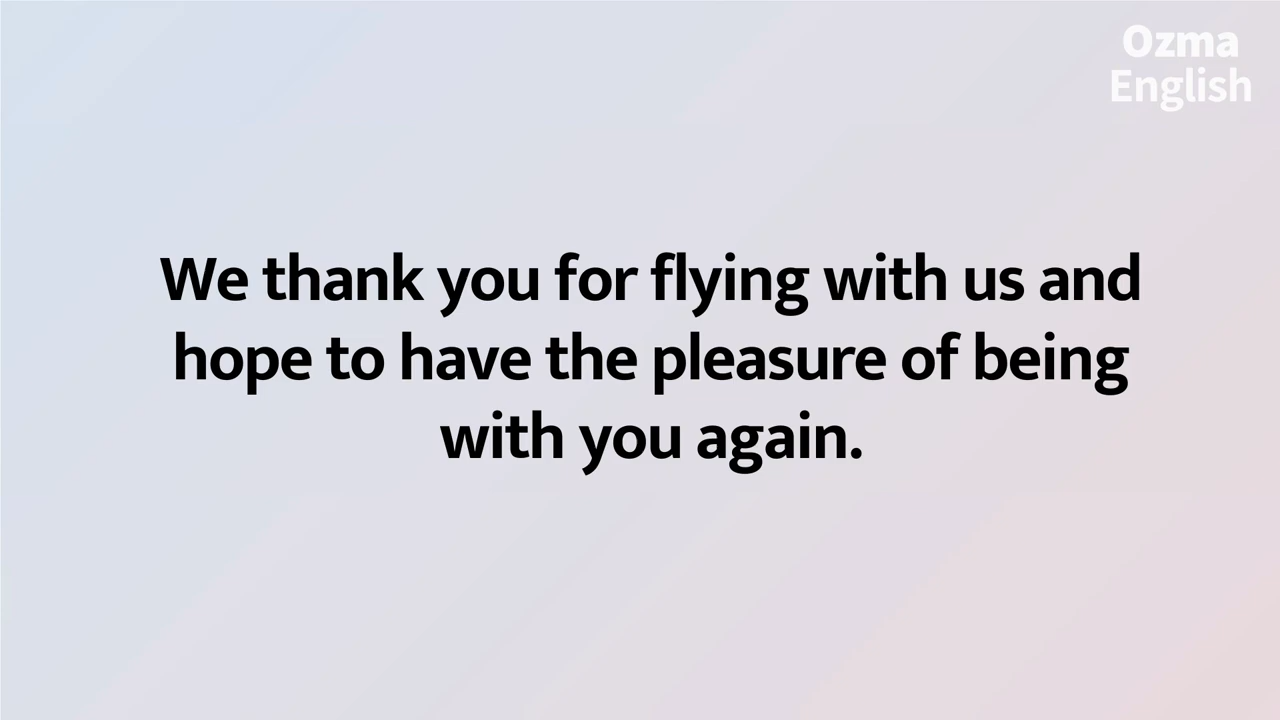 Ozma
English
We thank you for flying with us and
hope to have the pleasure of being
with you again.